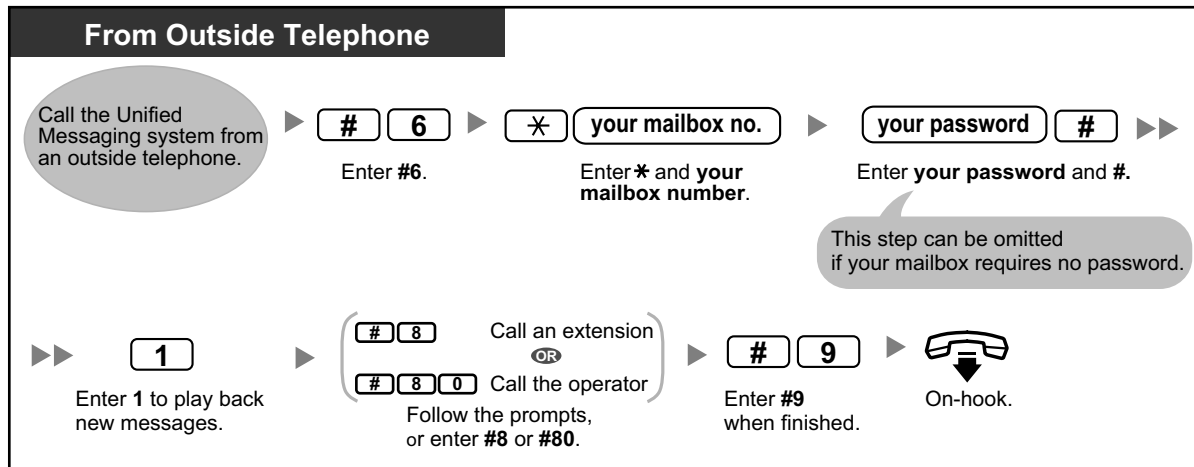 From Outside Telephone
Call the Unified
Messaging system from
an outside telephone.
# 6
Enter #6.
* your mailbox no.
Enter * and your
mailbox number.
your password #
Enter your password and #.
This step can be omitted
if your mailbox requires no password.
1
Enter 1 to play back
new messages.
# 8 Call an extension
OR
# 8 0 Call the operator
Follow the prompts,
or enter #8 or #80.
# 9
Enter #9
when finished.
On-hook.